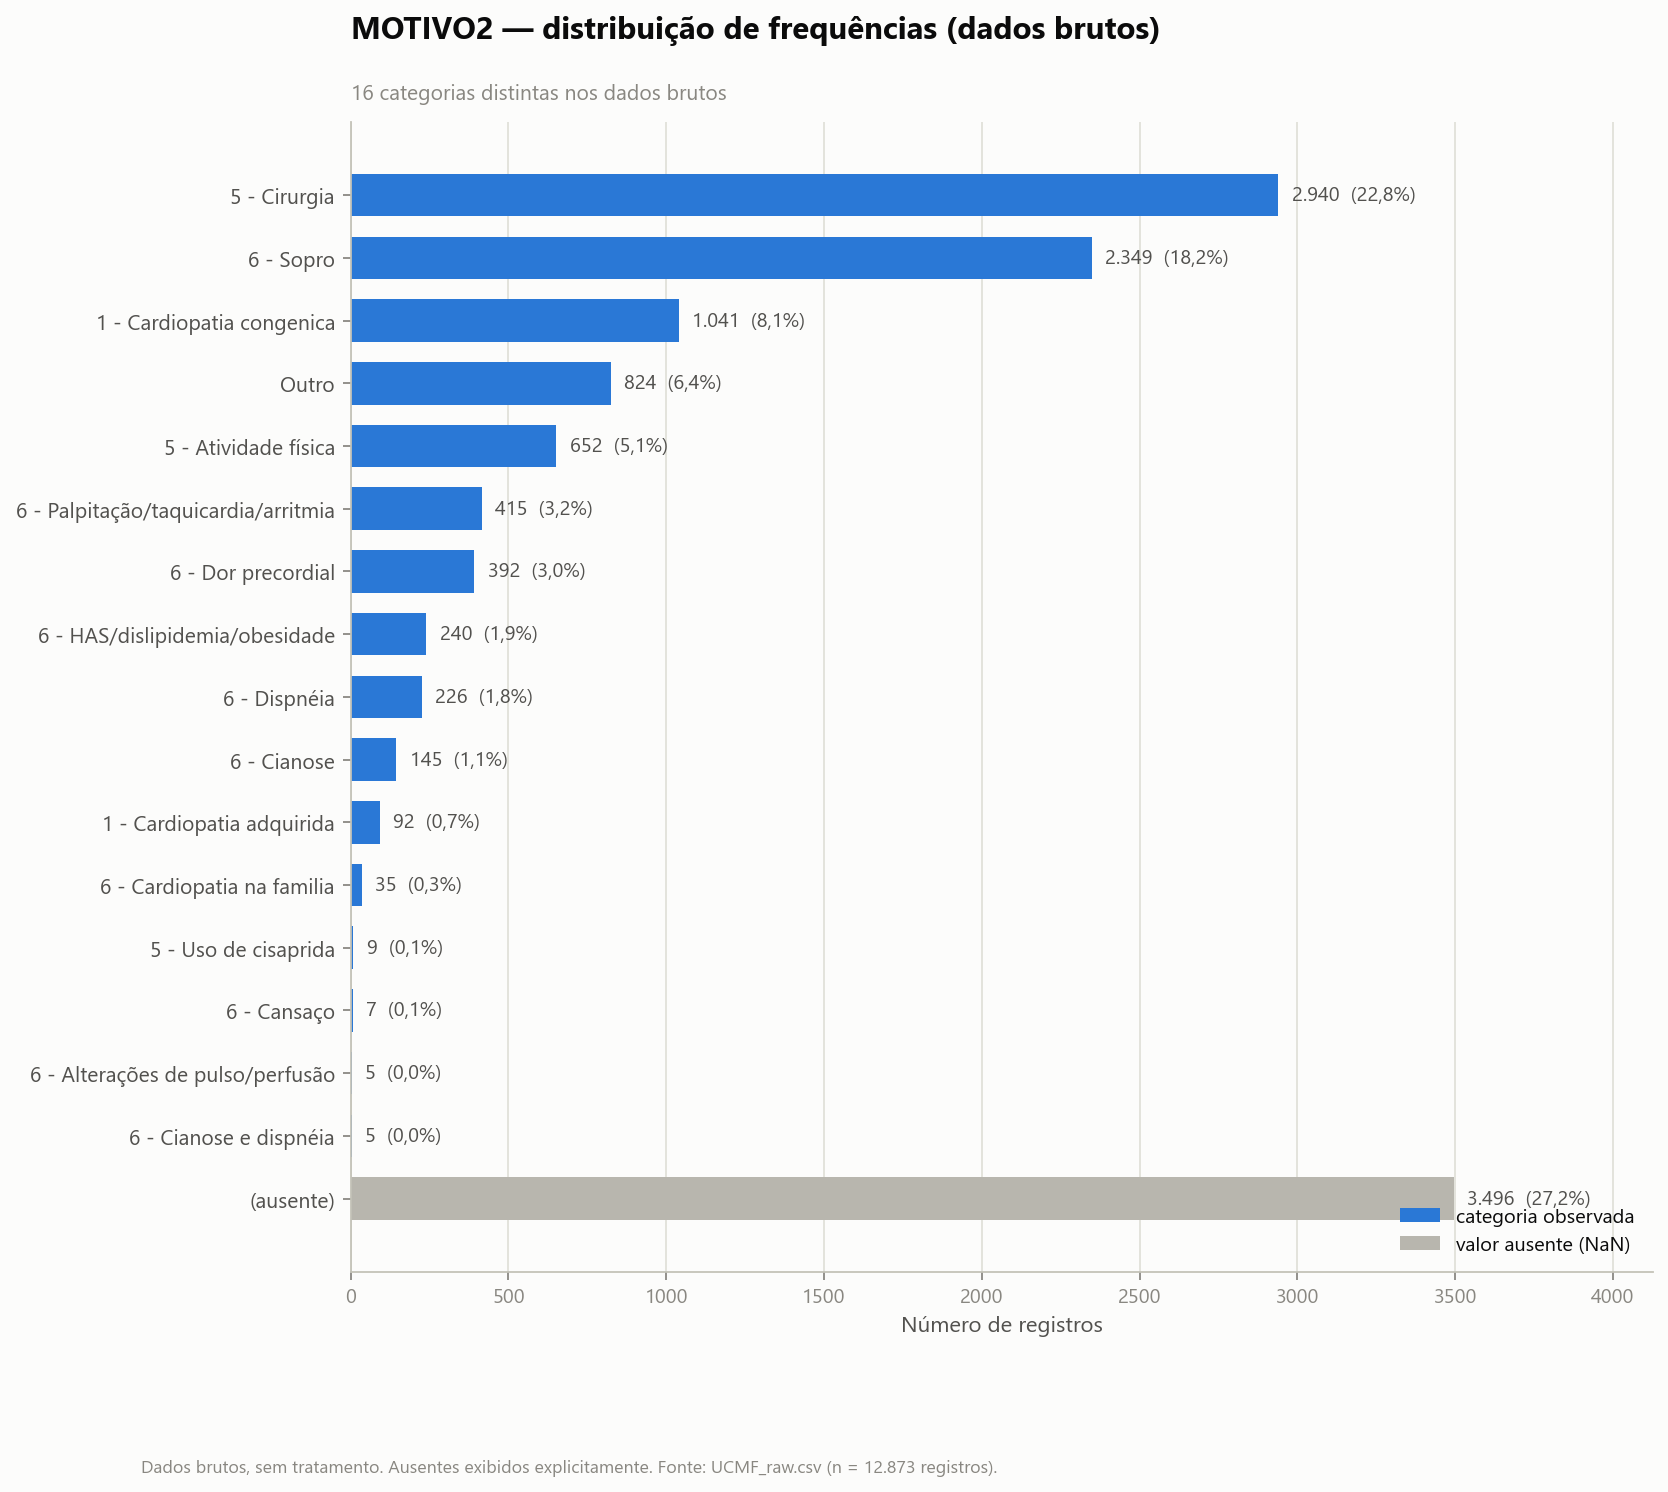 MOTIVO2 — distribuição de frequências (dados brutos)
16 categorias distintas nos dados brutos
5 - Cirurgia 2.940 (22,8%)
6 - Sopro 2.349 (18,2%)
1 - Cardiopatia congenica 1.041 (8,1%)
Outro 824 (6,4%)
5 - Atividade física 652 (5,1%)
6 - Palpitação/taquicardia/arritmia 415 (3,2%)
6 - Dor precordial 392 (3,0%)
6 - HAS/dislipidemia/obesidade 240 (1,9%)
6 - Dispnéia 226 (1,8%)
6 - Cianose 145 (1,1%)
1 - Cardiopatia adquirida 92 (0,7%)
6 - Cardiopatia na familia 35 (0,3%)
5 - Uso de cisaprida 9 (0,1%)
6 - Cansaço 7 (0,1%)
6 - Alterações de pulso/perfusão 5 (0,0%)
6 - Cianose e dispnéia 5 (0,0%)
(ausente) 3.496 (27,2%)
categoria observada
valor ausente (NaN)
0 500 1000 1500 2000 2500 3000 3500 4000
Número de registros
Dados brutos, sem tratamento. Ausentes exibidos explicitamente. Fonte: UCMF_raw.csv (n = 12.873 registros).